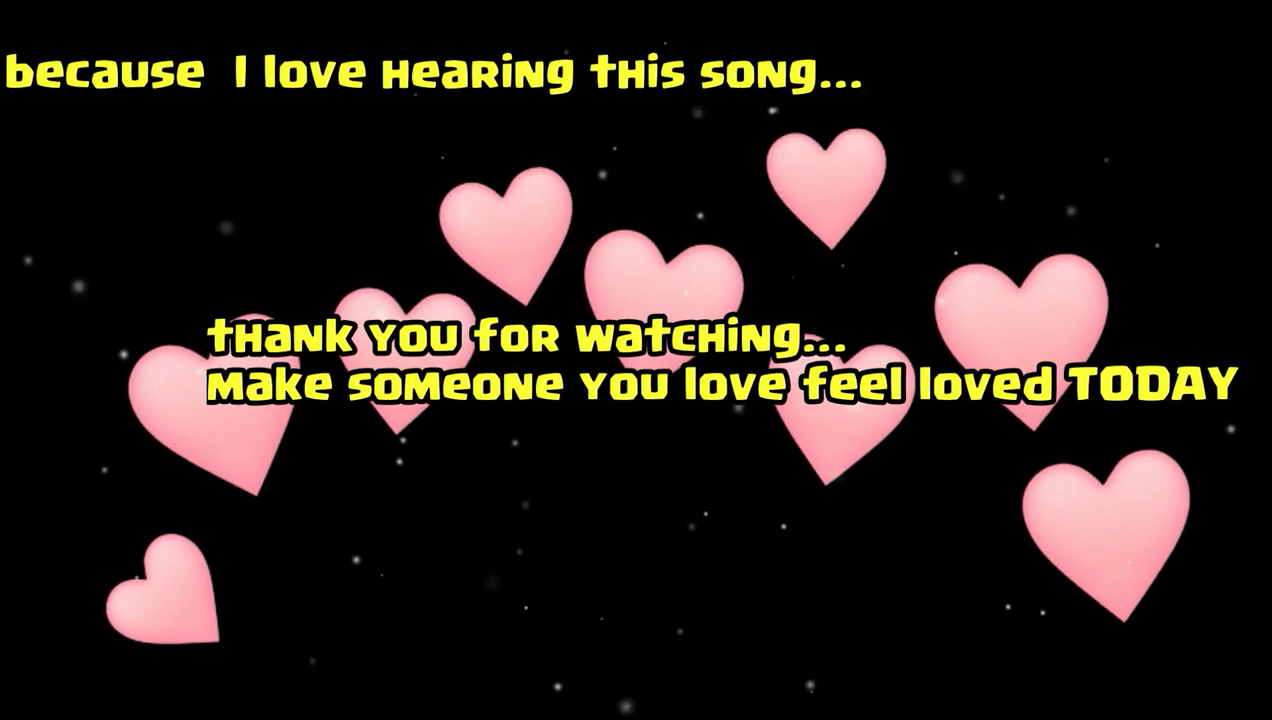 because I love hearing this song...
thank you for watching...
make someone you love feel loved TODAY